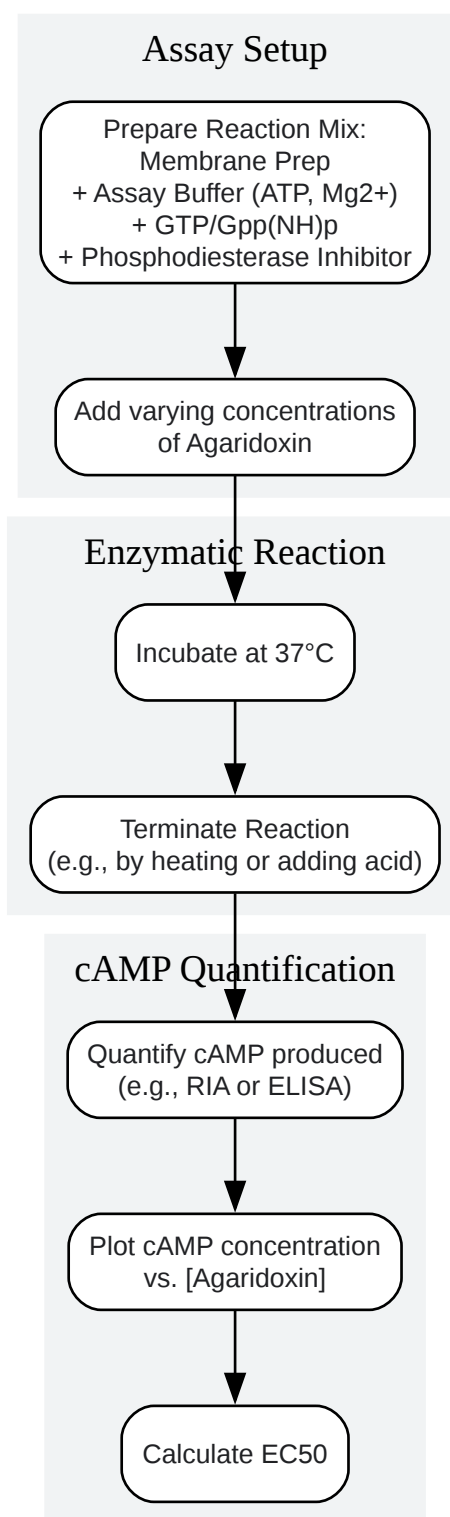 Assay Setup
Prepare Reaction Mix:
Membrane Prep
+ Assay Buffer (ATP, Mg2+)
+ GTP/Gpp(NH)p
+ Phosphodiesterase Inhibitor
Add varying concentrations
of Agaridoxin
Enzymatic Reaction
Incubate at 37°C
Terminate Reaction
(e.g., by heating or adding acid)
cAMP Quantification
Quantify cAMP produced
(e.g., RIA or ELISA)
Plot cAMP concentration
vs. [Agaridoxin]
Calculate EC50